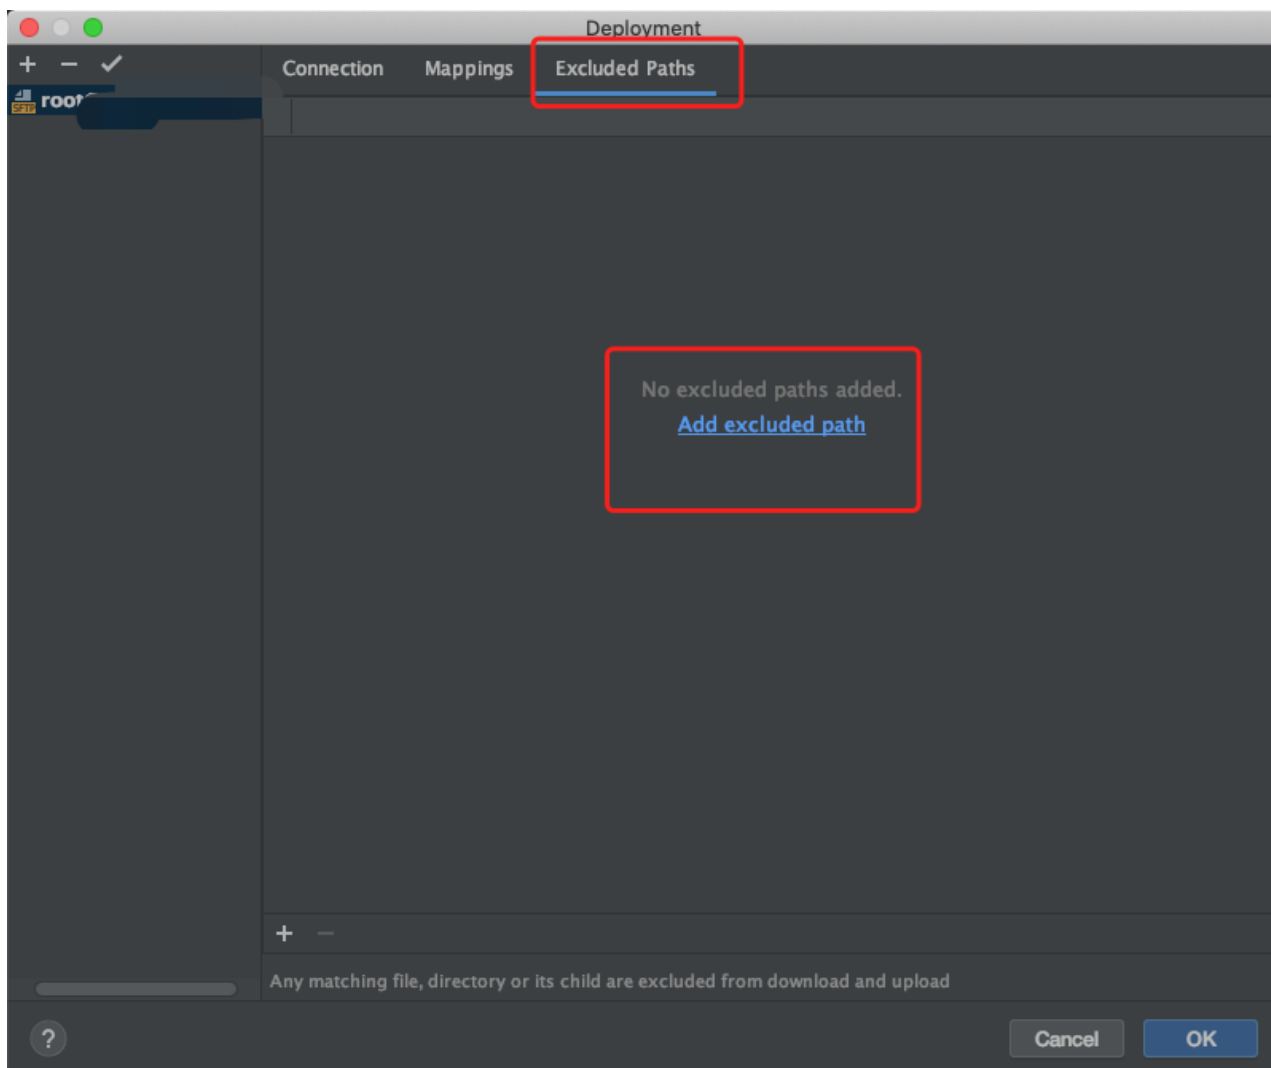 Deployment
Connection Mappings Excluded Paths
SFTP
No excluded paths added.
Add excluded path
Any matching file, directory or its child are excluded from download and upload
?
Cancel OK